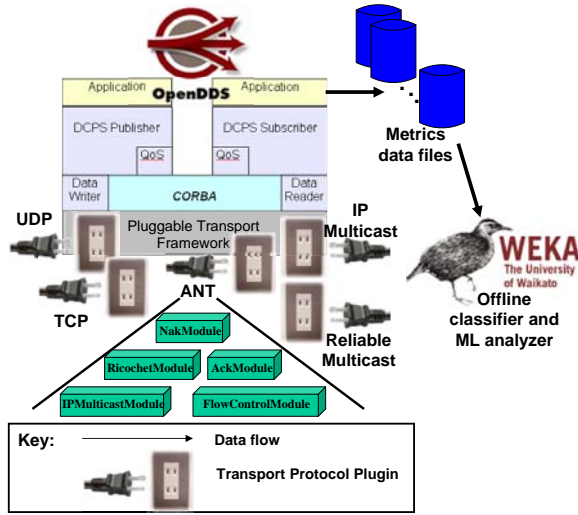 Application
Application
OpenDDS
DCPS Publisher
DCPS Subscriber
QoS
QoS
Data
Writer
CORBA
Data
Reader
Pluggable Transport
Framework
UDP
TCP
ANT
IP
Multicast
Reliable
Multicast
Metrics
data files
WEKA
The University
of Waikato
Offline
classifier and
ML analyzer
NakModule
RicochetModule
AckModule
IPMulticastModule
FlowControlModule
Key:
Data flow
Transport Protocol Plugin